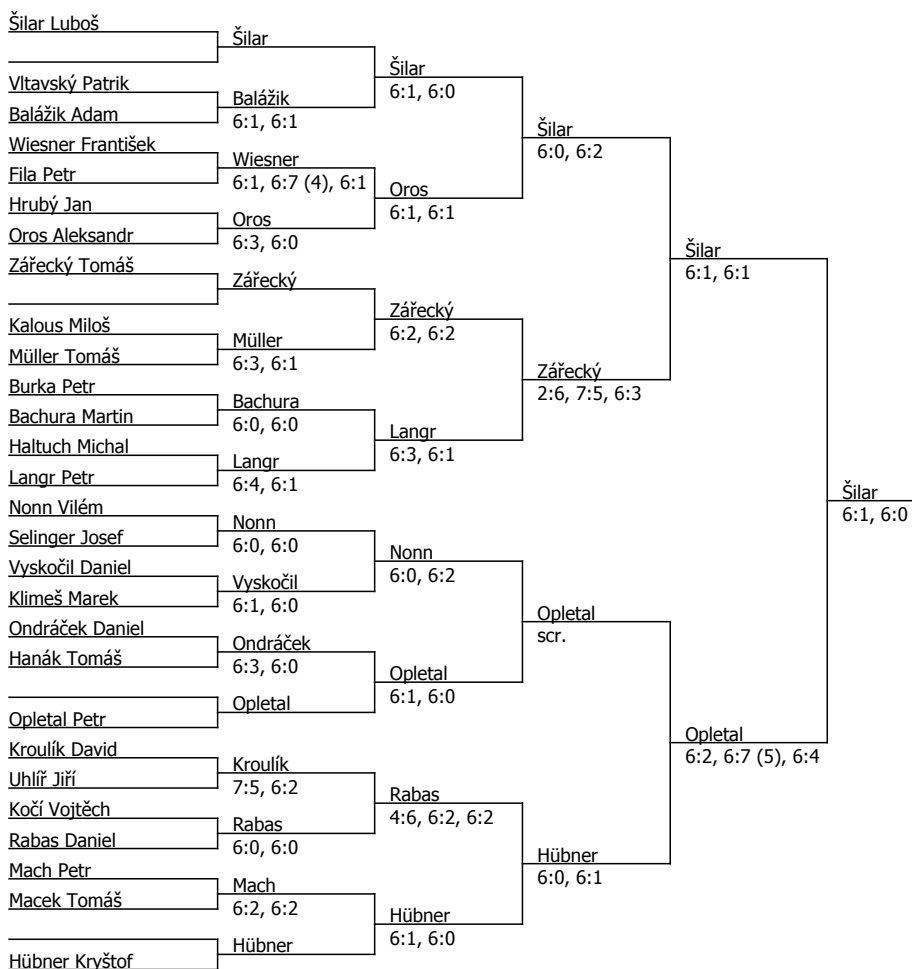 Šilar Luboš
Vltavský Patrik
Balážik Adam
Wiesner František
Fila Petr
Hrubý Jan
Oros Aleksandr
Zářecký Tomáš
Kalous Miloš
Müller Tomáš
Burka Petr
Bachura Martin
Haltuch Michal
Langr Petr
Nonn Vilém
Selinger Josef
Vyskočil Daniel
Klimeš Marek
Ondráček Daniel
Hanák Tomáš
Opletal Petr
Kroulík David
Uhlíř Jiří
Kočí Vojtěch
Rabas Daniel
Mach Petr
Macek Tomáš
Hübner Kryštof
Šilar
Balážik
6:1, 6:1
Wiesner
6:1, 6:7 (4), 6:1
Oros
6:3, 6:0
Zářecký
Müller
6:3, 6:1
Bachura
6:0, 6:0
Langr
6:4, 6:1
Nonn
6:0, 6:0
Vyskočil
6:1, 6:0
Ondráček
6:3, 6:0
Opletal
Kroulík
7:5, 6:2
Rabas
6:0, 6:0
Mach
6:2, 6:2
Hübner
Šilar
6:1, 6:0
Oros
6:1, 6:1
Zářecký
6:2, 6:2
Langr
6:3, 6:1
Nonn
6:0, 6:2
Opletal
6:1, 6:0
Rabas
4:6, 6:2, 6:2
Hübner
6:1, 6:0
Šilar
6:0, 6:2
Zářecký
2:6, 7:5, 6:3
Opletal
scr.
Hübner
6:0, 6:1
Šilar
6:1, 6:1
Opletal
6:2, 6:7 (5), 6:4
Šilar
6:1, 6:0